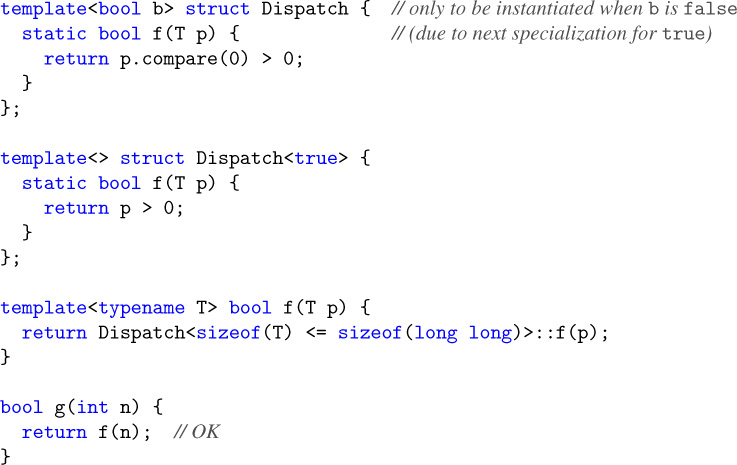 template<bool b> struct Dispatch { // only to be instantiated when b is false
  static bool f(T p) { // (due to next specialization for true)
    return p.compare(0) > 0;
  }
};

template<> struct Dispatch<true> {
  static bool f(T p) {
    return p > 0;
  }
};

template<typename T> bool f(T p) {
  return Dispatch<sizeof(T) <= sizeof(long long)>::f(p);
}

bool g(int n) {
  return f(n); // OK
}